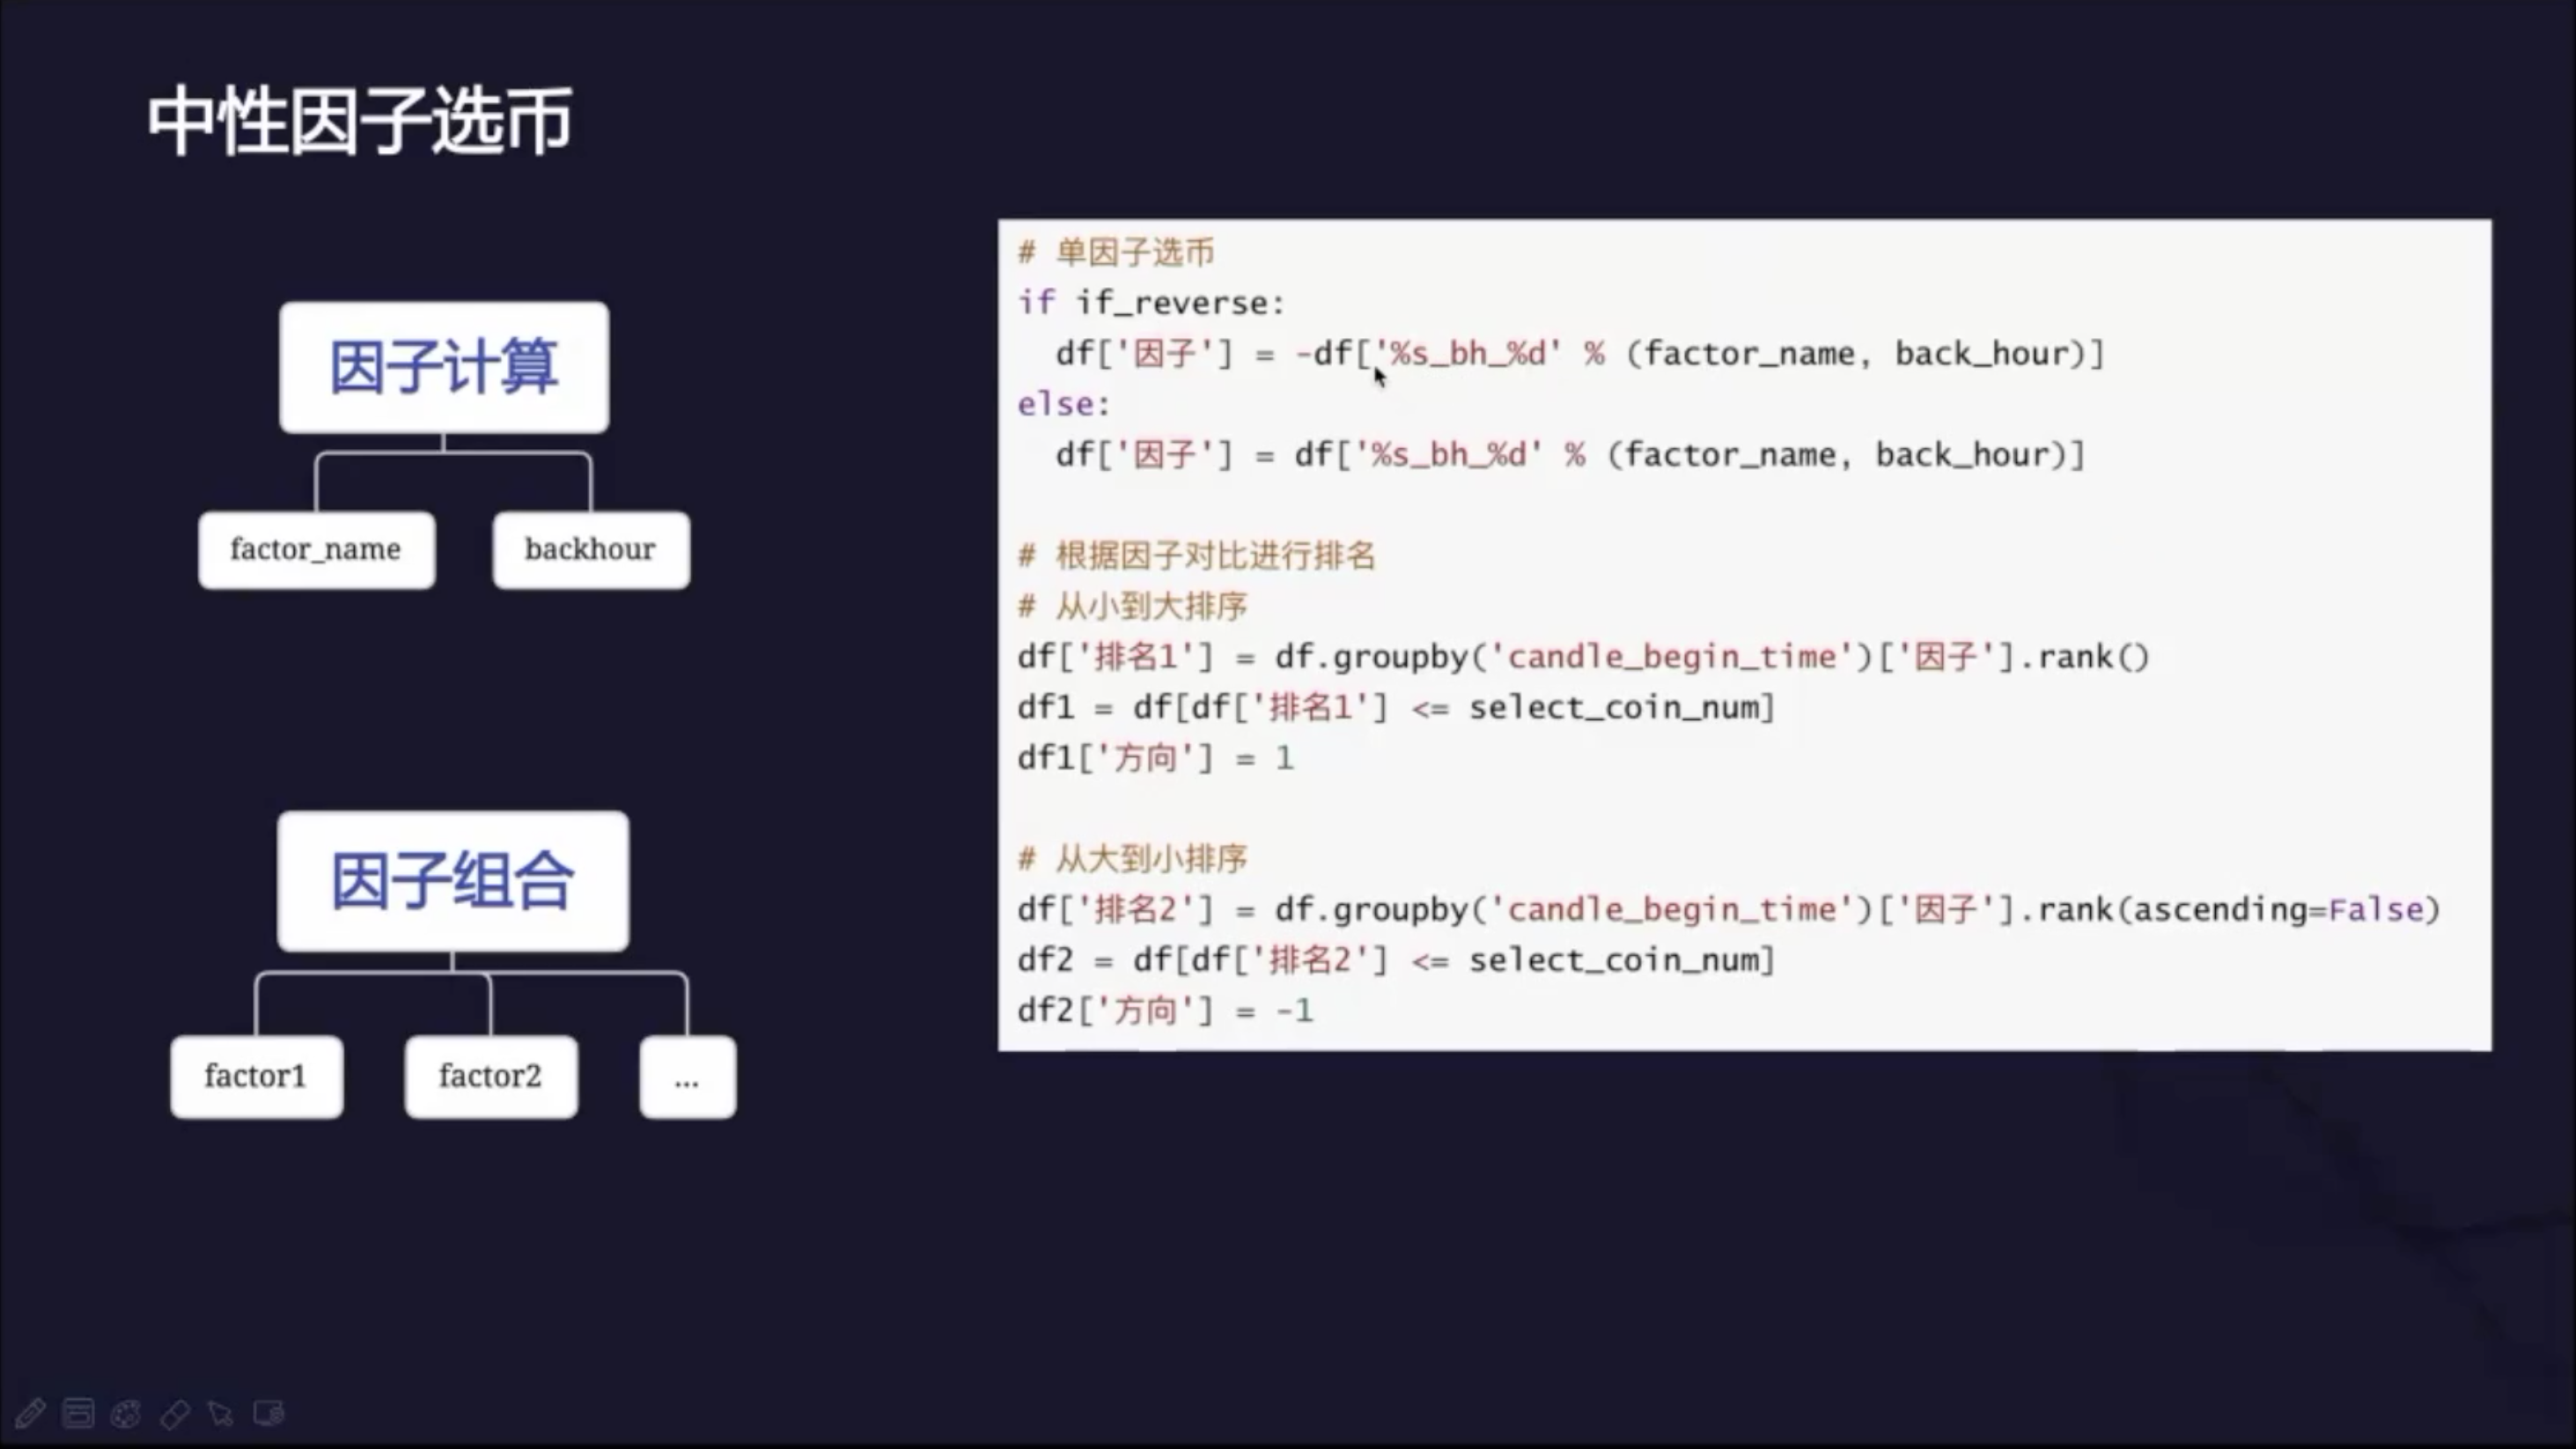 中性因子选币
因子计算
factor_name
backhour
因子组合
factor1
factor2
...
# 单因子选币
if if_reverse:
  df['因子'] = -df['%s_bh_%d' % (factor_name, back_hour)]
else:
  df['因子'] = df['%s_bh_%d' % (factor_name, back_hour)]
# 根据因子对比进行排名
# 从小到大排序
df['排名1'] = df.groupby('candle_begin_time')['因子'].rank()
df1 = df[df['排名1'] <= select_coin_num]
df1['方向'] = 1
# 从大到小排序
df['排名2'] = df.groupby('candle_begin_time')['因子'].rank(ascending=False)
df2 = df[df['排名2'] <= select_coin_num]
df2['方向'] = -1